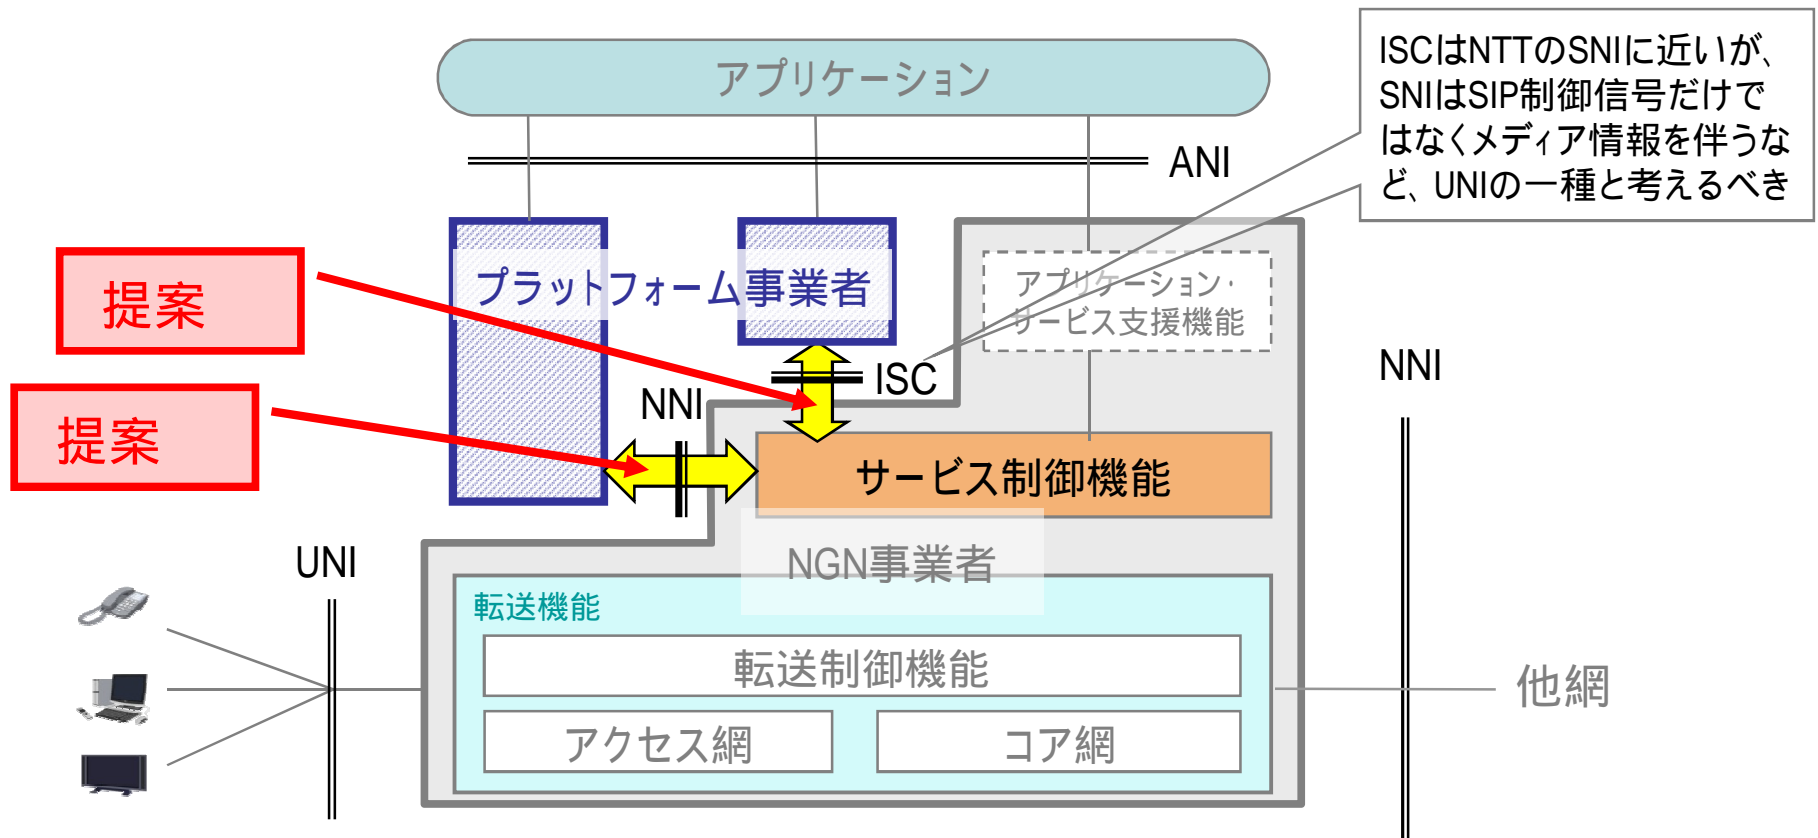 アプリケーション
ISCはNTTのSNIに近いが、
SNIはSIP制御信号だけで
はなくメディア情報を伴うな
ど、UNIの一種と考えるべき
ANI
提案
プラットフォーム事業者
アプリケーション・
サービス支援機能
NNI
ISC
NNI
提案
サービス制御機能
UNI
NGN事業者
転送機能
転送制御機能
他網
アクセス網
コア網